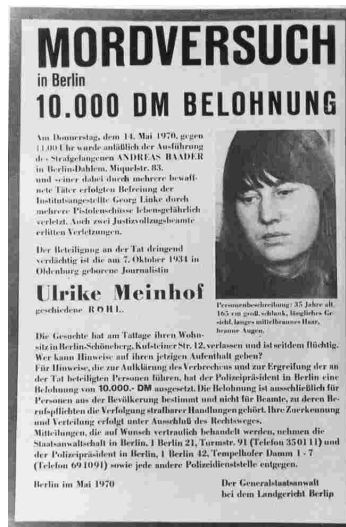 MORDVERSUCH
in Berlin
10.000 DM BELOHNUNG
Am Donnerstag, dem 14. Mai 1970, gegen
11.00 Uhr wurde anläßlich der Ausführung
des Strafgefangenen ANDREAS BAADER
in Berlin-Dahlem, Miquelstr. 83,
und seiner dabei durch mehrere bewaff-
nete Täter erfolgten Befreiung der
Institutsangestellte Georg Linke durch
mehrere Pistolenschüsse lebensgefährlich
verletzt. Auch zwei Justizvollzugsbeamte
erlitten Verletzungen.
Der Beteiligung an der Tat dringend
verdächtig ist die am 7. Oktober 1934 in
Oldenburg geborene Journalistin
Ulrike Meinhof
geschiedene RÖHL.
Personenbeschreibung: 35 Jahre alt,
165 cm groß, schlank, längliches Ge-
sicht, langes mittelbraunes Haar,
braune Augen.
Die Gesuchte hat am Tattage ihren Wohn-
sitz in Berlin-Schöneberg, Kufsteiner Str. 12, verlassen und ist seitdem flüchtig.
Wer kann Hinweise auf ihren jetzigen Aufenthalt geben?
Für Hinweise, die zur Aufklärung des Verbrechens und zur Ergreifung der an
der Tat beteiligten Personen führen, hat der Polizeipräsident in Berlin eine
Belohnung von 10.000.- DM ausgesetzt. Die Belohnung ist ausschließlich für
Personen aus der Bevölkerung bestimmt und nicht für Beamte, zu deren Be-
rufspflichten die Verfolgung strafbarer Handlungen gehört. Ihre Zuerkennung
und Verteilung erfolgt unter Ausschluß des Rechtsweges.
Mitteilungen, die auf Wunsch vertraulich behandelt werden, nehmen die
Staatsanwaltschaft in Berlin, 1 Berlin 21, Turmstr. 91 (Telefon 35 01 11) und
der Polizeipräsident in Berlin, 1 Berlin 42, Tempelhofer Damm 1 - 7
(Telefon 69 10 91) sowie jede andere Polizeidienststelle entgegen.
Berlin im Mai 1970
Der Generalstaatsanwalt
bei dem Landgericht Berlin